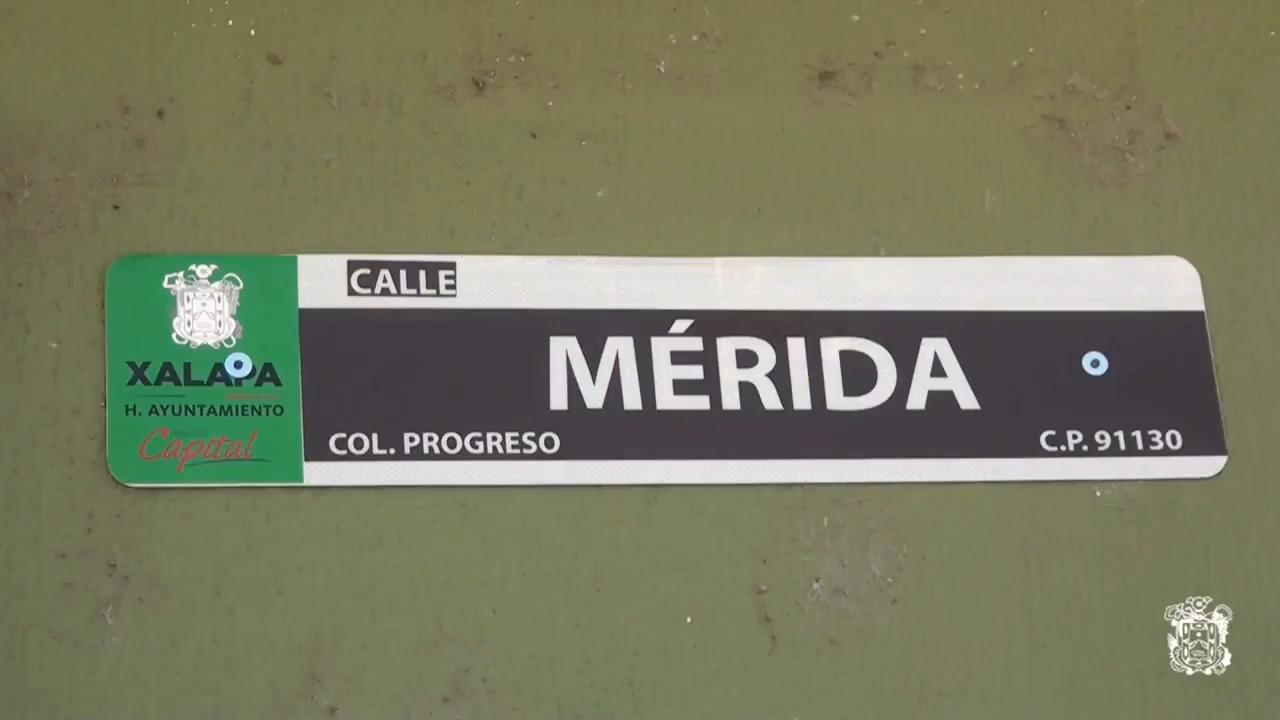 XALAPA
H. AYUNTAMIENTO
Capital
CALLE
MÉRIDA
COL. PROGRESO
C.P. 91130